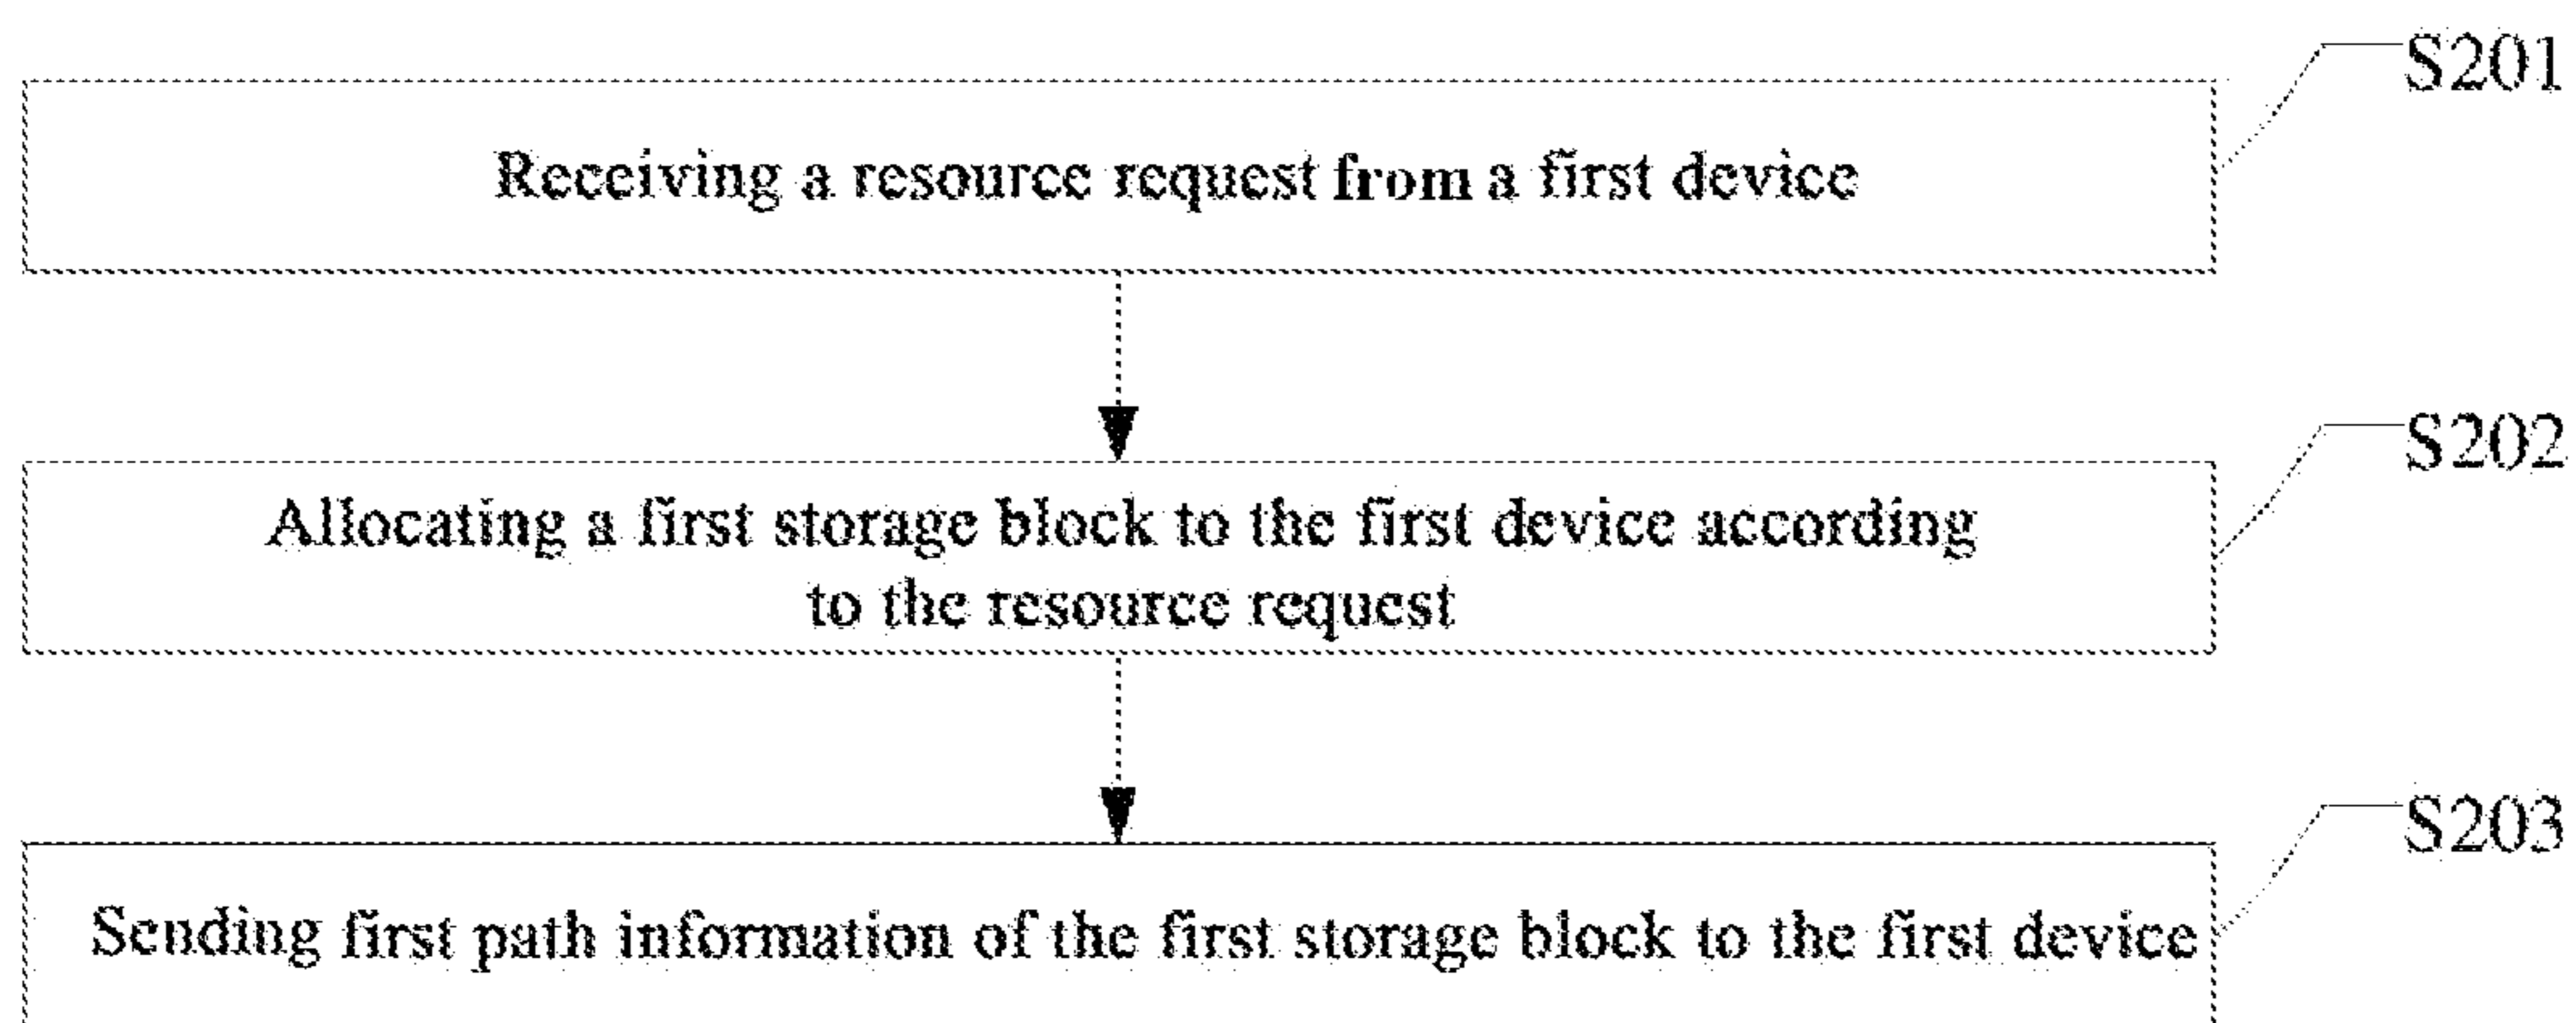 S201
Receiving a resource request from a first device
S202
Allocating a first storage block to the first device according
to the resource request
S203
Sending first path information of the first storage block to the first device